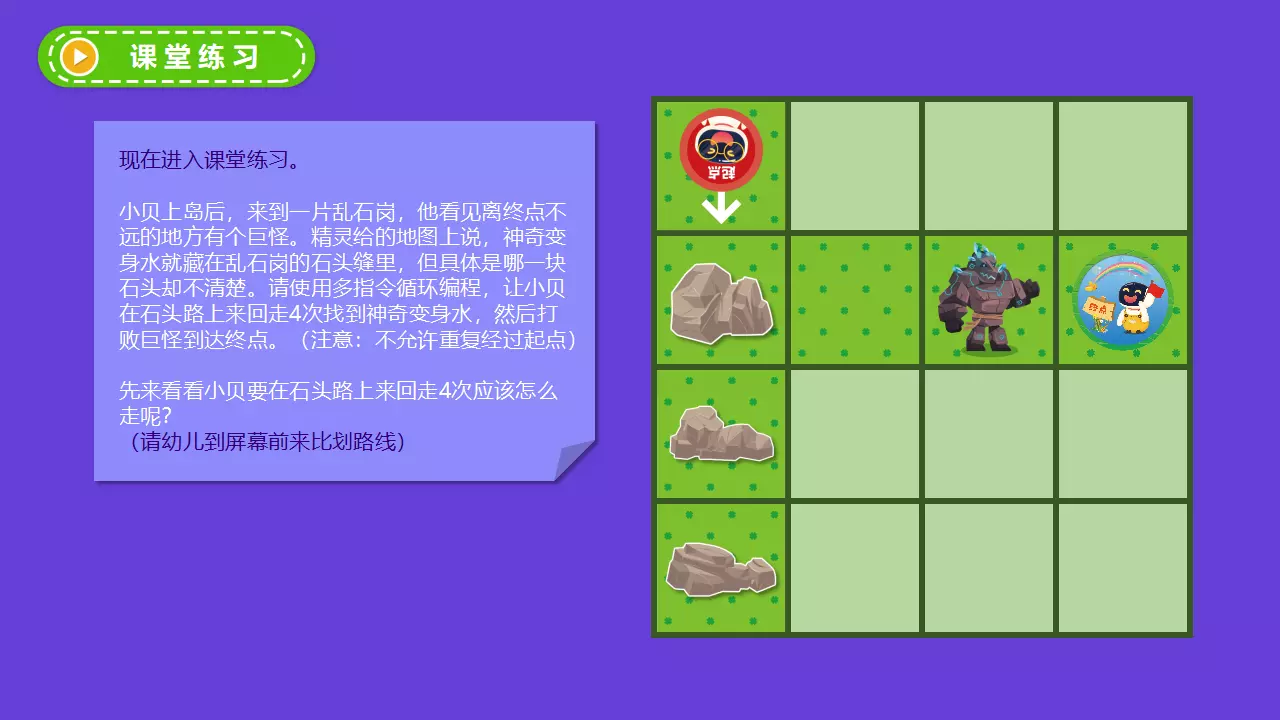 课堂练习
现在进入课堂练习。
小贝上岛后，来到一片乱石岗，他看见离终点不
远的地方有个巨怪。精灵给的地图上说，神奇变
身水就藏在乱石岗的石头缝里，但具体是哪一块
石头却不清楚。请使用多指令循环编程，让小贝
在石头路上来回走4次找到神奇变身水，然后打
败巨怪到达终点。（注意：不允许重复经过起点）
先来看看小贝要在石头路上来回走4次应该怎么
走呢？
（请幼儿到屏幕前来比划路线）
起点
终点